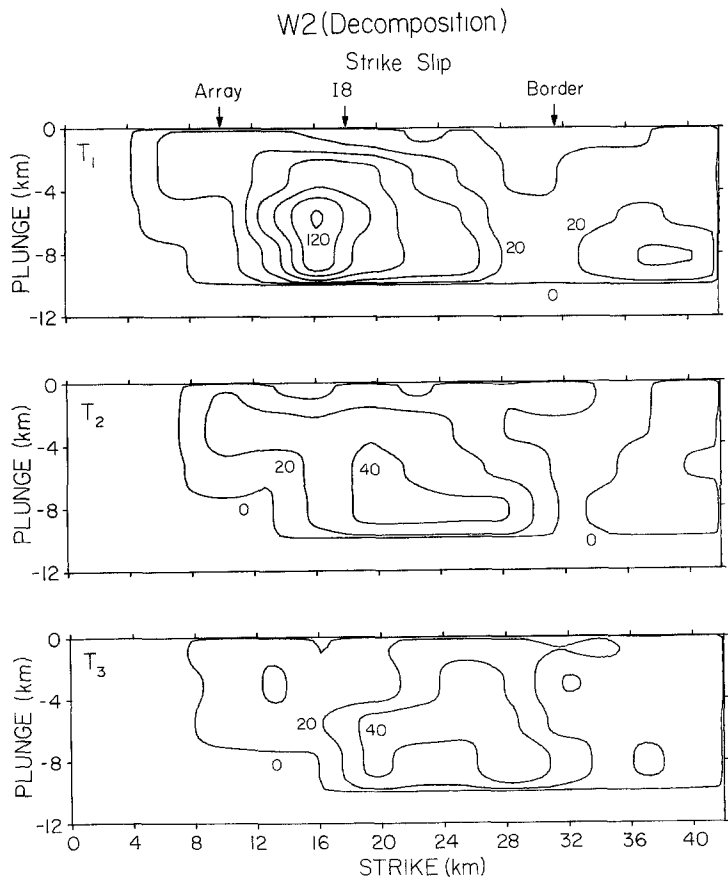 W2 (Decomposition)
Strike Slip
Array I8 Border
T1
PLUNGE (km)
0
-4
-8
-12
120
20
20
0
T2
PLUNGE (km)
0
-4
-8
-12
20
40
0
0
T3
PLUNGE (km)
0
-4
-8
-12
20
40
0
0 4 8 12 16 20 24 28 32 36 40
STRIKE (km)